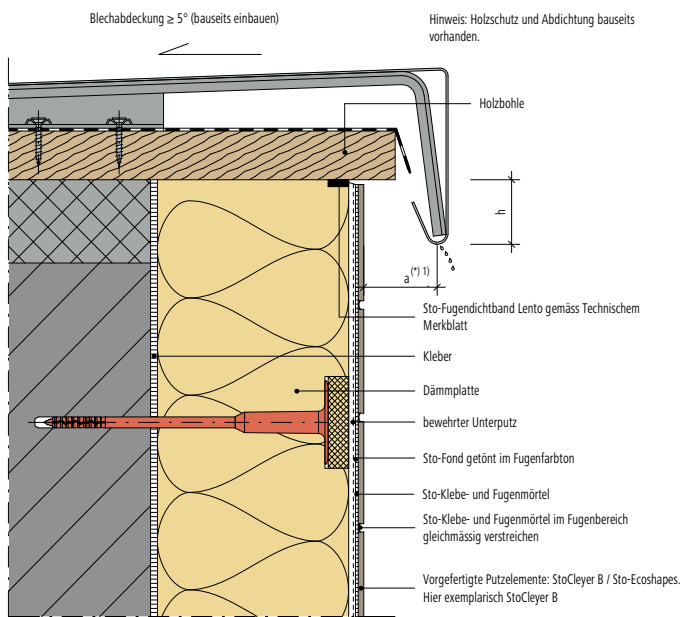 Blechabdeckung ≥ 5° (bauseits einbauen)
Hinweis: Holzschutz und Abdichtung bauseits
vorhanden.
Holzbohle
h
a(*) 1)
Sto-Fugendichtband Lento gemäss Technischem
Merkblatt
Kleber
Dämmplatte
bewehrter Unterputz
Sto-Fond getönt im Fugenfarbton
Sto-Klebe- und Fugenmörtel
Sto-Klebe- und Fugenmörtel im Fugenbereich
gleichmässig verstreichen
Vorgefertigte Putzelemente: StoCleyer B / Sto-Ecoshapes.
Hier exemplarisch StoCleyer B